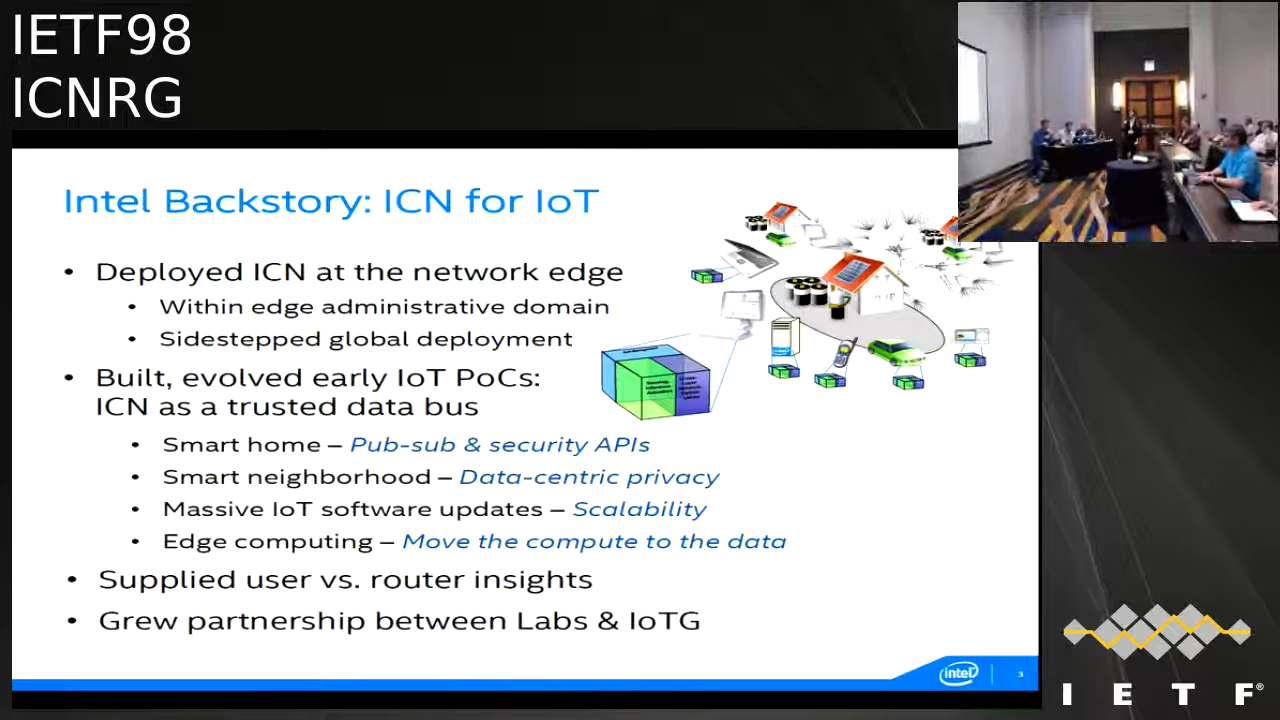 IETF98
ICNRG
Intel Backstory: ICN for IoT
• Deployed ICN at the network edge
• Within edge administrative domain
• Sidestepped global deployment
• Built, evolved early IoT PoCs:
ICN as a trusted data bus
• Smart home – Pub-sub & security APIs
• Smart neighborhood – Data-centric privacy
• Massive IoT software updates – Scalability
• Edge computing – Move the compute to the data
• Supplied user vs. router insights
• Grew partnership between Labs & IoTG
intel
3
I E T F®